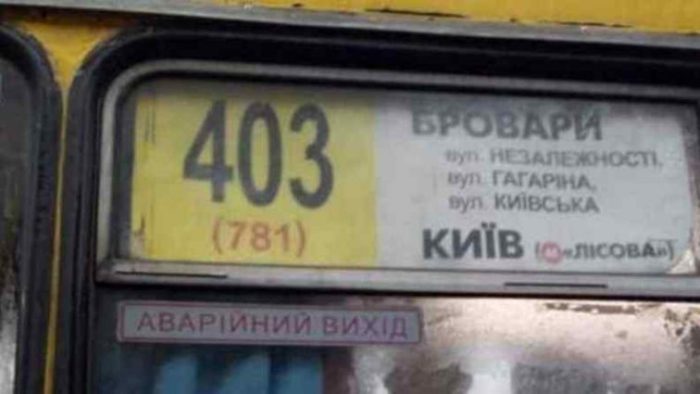 403
(781)
БРОВАРИ
вул. НЕЗАЛЕЖНОСТІ,
вул. ГАГАРІНА,
вул. КИЇВСЬКА
КИЇВ (М«ЛІСОВА»)
АВАРІЙНИЙ ВИХІД